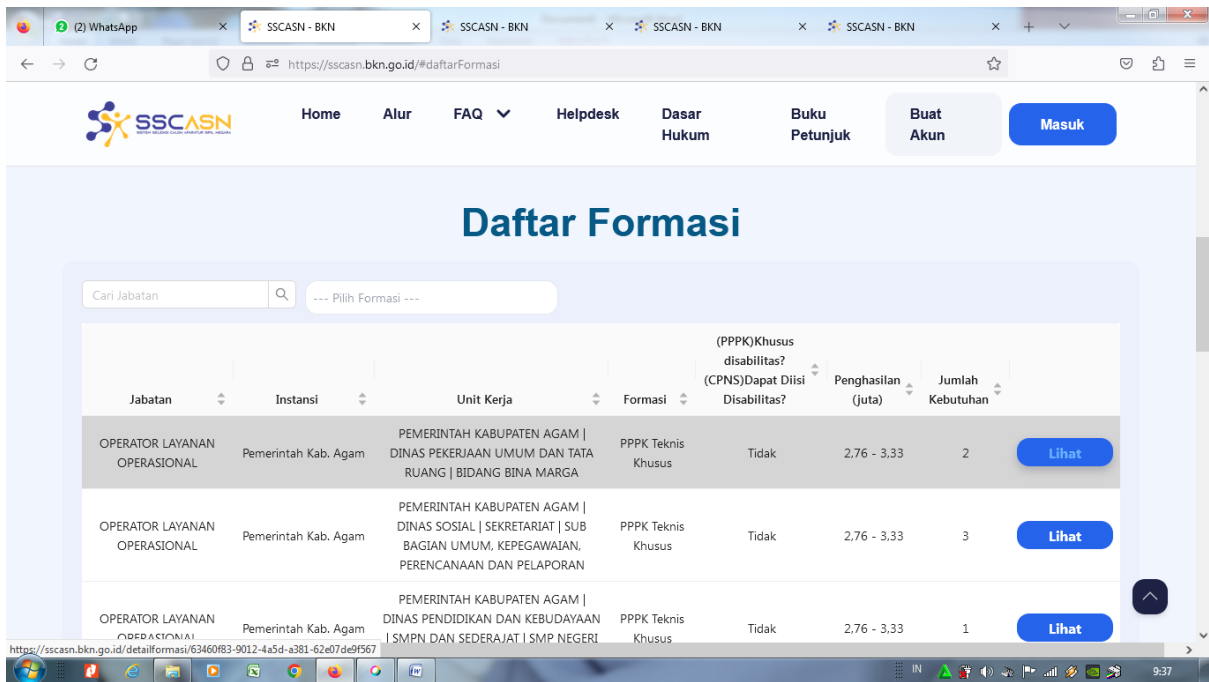 2 (2) WhatsApp
SSCASN - BKN
SSCASN - BKN
SSCASN - BKN
SSCASN - BKN
https://sscasn.bkn.go.id/#daftarFormasi
SSCASN
Home
Alur
FAQ
Helpdesk
Dasar
Hukum
Buku
Petunjuk
Buat
Akun
Masuk
Daftar Formasi
Cari Jabatan
--- Pilih Formasi ---
Jabatan
Instansi
Unit Kerja
Formasi
(PPPK)Khusus
disabilitas?
(CPNS)Dapat Diisi
Disabilitas?
Penghasilan
(juta)
Jumlah
Kebutuhan
OPERATOR LAYANAN
OPERASIONAL
Pemerintah Kab. Agam
PEMERINTAH KABUPATEN AGAM |
DINAS PEKERJAAN UMUM DAN TATA
RUANG | BIDANG BINA MARGA
PPPK Teknis
Khusus
Tidak
2,76 - 3,33
2
Lihat
OPERATOR LAYANAN
OPERASIONAL
Pemerintah Kab. Agam
PEMERINTAH KABUPATEN AGAM |
DINAS SOSIAL | SEKRETARIAT | SUB
BAGIAN UMUM, KEPEGAWAIAN,
PERENCANAAN DAN PELAPORAN
PPPK Teknis
Khusus
Tidak
2,76 - 3,33
3
Lihat
OPERATOR LAYANAN
OPERASIONAL
Pemerintah Kab. Agam
PEMERINTAH KABUPATEN AGAM |
DINAS PENDIDIKAN DAN KEBUDAYAAN
| SMPN DAN SEDERAJAT | SMP NEGERI
PPPK Teknis
Khusus
Tidak
2,76 - 3,33
1
Lihat
https://sscasn.bkn.go.id/detailformasi/63460f83-9012-4a5d-a381-62e07de9f567
IN
9:37